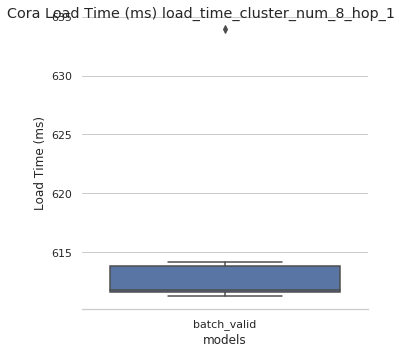 Cora Load Time (ms) load_time_cluster_num_8_hop_1
635
630
625
620
615
Load Time (ms)
batch_valid
models